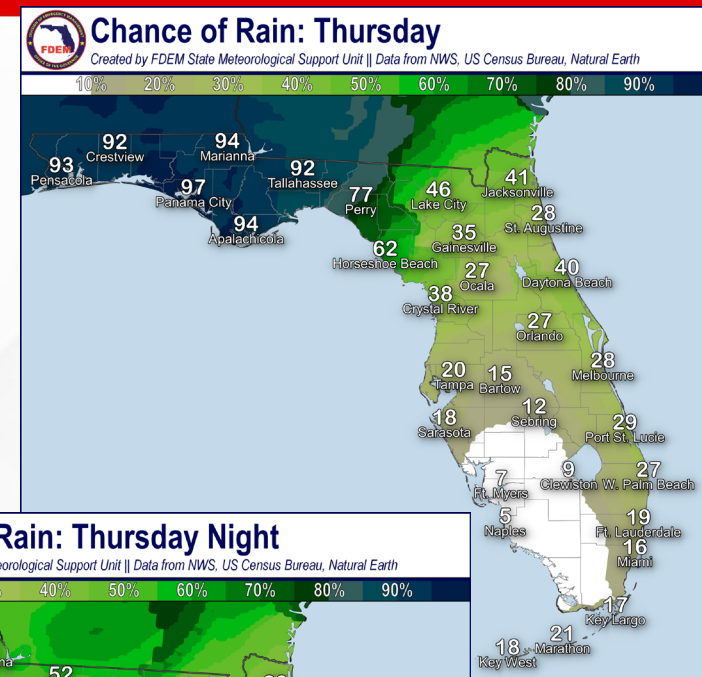 FDEM
Chance of Rain: Thursday
Created by FDEM State Meteorological Support Unit || Data from NWS, US Census Bureau, Natural Earth
10% 20% 30% 40% 50% 60% 70% 80% 90%
92
Crestview
94
Marianna
93
Pensacola
92
Tallahassee
97
Panama City
77
Perry
46
Lake City
41
Jacksonville
94
Apalachicola
28
St. Augustine
35
Gainesville
62
Horseshoe Beach
27
Ocala
40
Daytona Beach
38
Crystal River
27
Orlando
28
Melbourne
20
Tampa
15
Bartow
12
Sebring
18
Sarasota
29
Port St. Lucie
7
Ft. Myers
9
Clewiston
27
W. Palm Beach
5
Naples
19
Ft. Lauderdale
16
Miami
17
Key Largo
21
Marathon
18
Key West
Rain: Thursday Night
eorological Support Unit || Data from NWS, US Census Bureau, Natural Earth
40% 50% 60% 70% 80% 90%
na
52